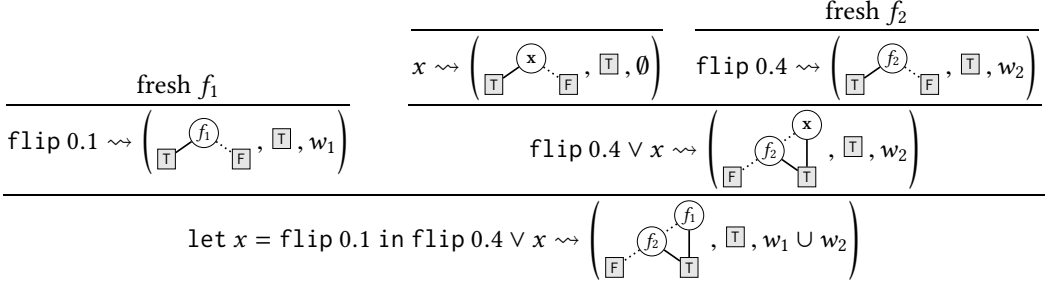 fresh f₂
x ⇝ ( x T F , T , ∅ ) flip 0.4 ⇝ ( f₂ T F , T , w₂ )
fresh f₁
flip 0.1 ⇝ ( f₁ T F , T , w₁ ) flip 0.4 ∨ x ⇝ ( x f₂ F T , T , w₂ )
let x = flip 0.1 in flip 0.4 ∨ x ⇝ ( f₁ f₂ F T , T , w₁ ∪ w₂ )